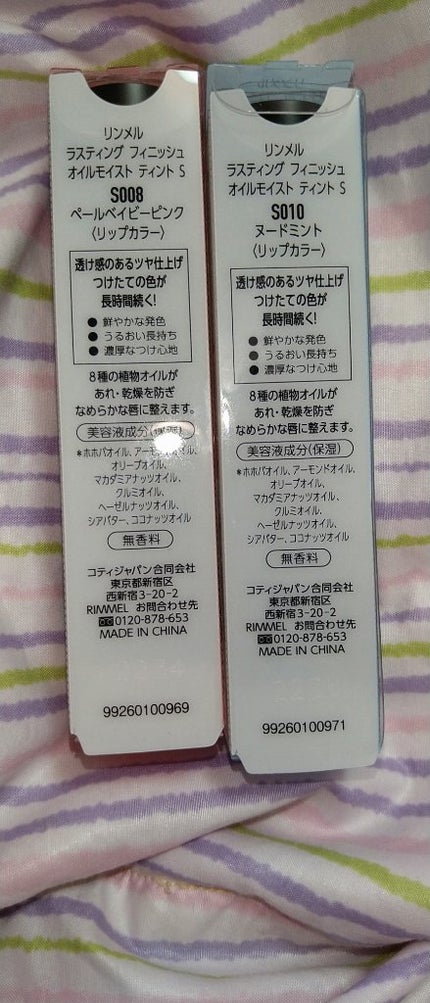 リンメル
ラスティング フィニッシュ
オイルモイスト ティント S
S008
ペールベイビーピンク
〈リップカラー〉
透け感のあるツヤ仕上げ
つけたての色が
長時間続く!
● 鮮やかな発色
● うるおい長持ち
● 濃厚なつけ心地
8種の植物オイルが
あれ・乾燥を防ぎ
なめらかな唇に整えます。
美容液成分(保湿)
*ホホバオイル、アーモンドオイル、
オリーブオイル、
マカダミアナッツオイル、
クルミオイル、
ヘーゼルナッツオイル、
シアバター、ココナッツオイル
無香料
コティジャパン合同会社
東京都新宿区
西新宿3-20-2
RIMMEL お問合わせ先
0120-878-653
MADE IN CHINA
99260100969
リンメル
ラスティング フィニッシュ
オイルモイスト ティント S
S010
ヌードミント
〈リップカラー〉
透け感のあるツヤ仕上げ
つけたての色が
長時間続く!
● 鮮やかな発色
● うるおい長持ち
● 濃厚なつけ心地
8種の植物オイルが
あれ・乾燥を防ぎ
なめらかな唇に整えます。
美容液成分(保湿)
*ホホバオイル、アーモンドオイル、
オリーブオイル、
マカダミアナッツオイル、
クルミオイル、
ヘーゼルナッツオイル、
シアバター、ココナッツオイル
無香料
コティジャパン合同会社
東京都新宿区
西新宿3-20-2
RIMMEL お問合わせ先
0120-878-653
MADE IN CHINA
99260100971